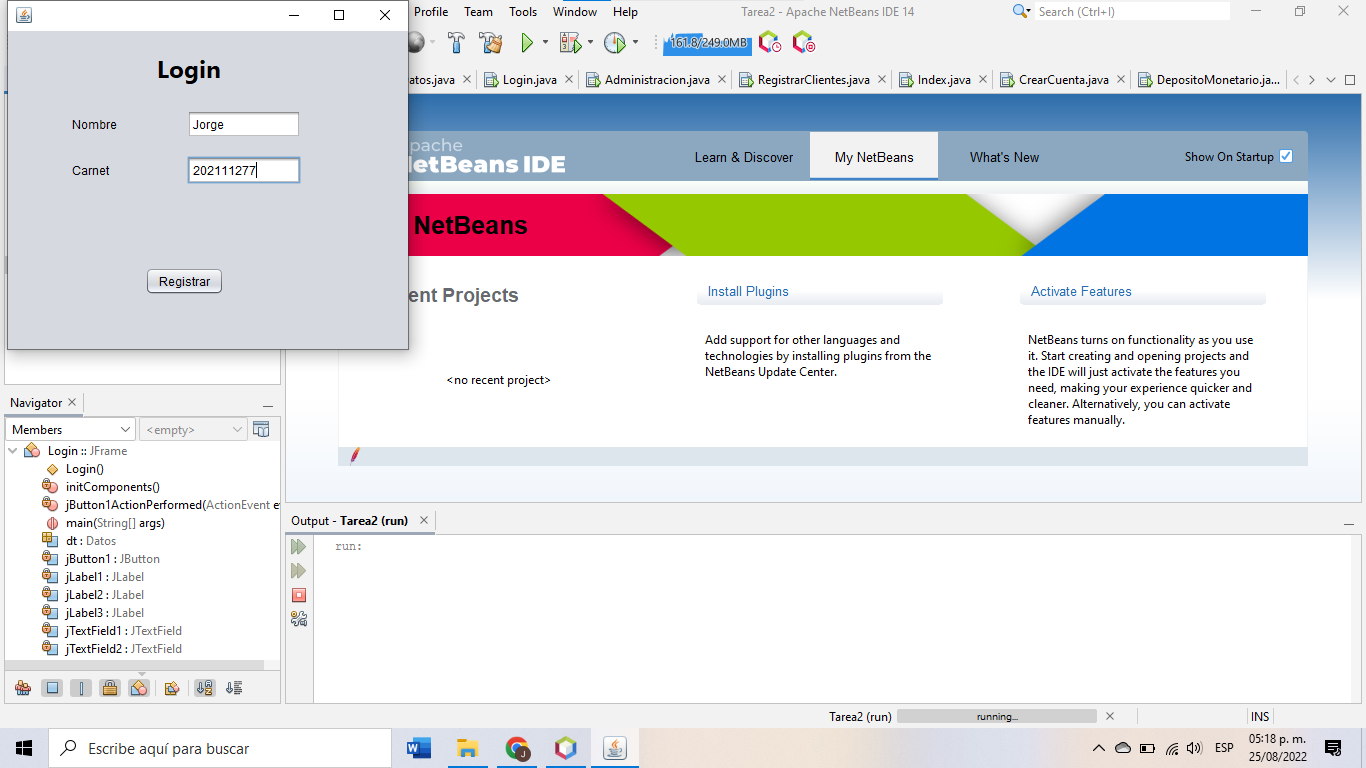 Profile Team Tools Window Help
Tarea2 - Apache NetBeans IDE 14
Search (Ctrl+I)
161.8/249.0MB
atos.java
Login.java
Administracion.java
RegistrarClientes.java
Index.java
CrearCuenta.java
DepositoMonetario.ja...
Login
Nombre
Jorge
Carnet
202111277
Registrar
pache
NetBeans IDE
Learn & Discover
My NetBeans
What's New
Show On Startup
NetBeans
ent Projects
<no recent project>
Install Plugins
Add support for other languages and
technologies by installing plugins from the
NetBeans Update Center.
Activate Features
NetBeans turns on functionality as you use
it. Start creating and opening projects and
the IDE will just activate the features you
need, making your experience quicker and
cleaner. Alternatively, you can activate
features manually.
Navigator
Members
<empty>
Login :: JFrame
Login()
initComponents()
jButton1ActionPerformed(ActionEvent e
main(String[] args)
dt : Datos
jButton1 : JButton
jLabel1 : JLabel
jLabel2 : JLabel
jLabel3 : JLabel
jTextField1 : JTextField
jTextField2 : JTextField
Output - Tarea2 (run)
run:
Tarea2 (run)
running...
INS
Escribe aquí para buscar
ESP
05:18 p. m.
25/08/2022